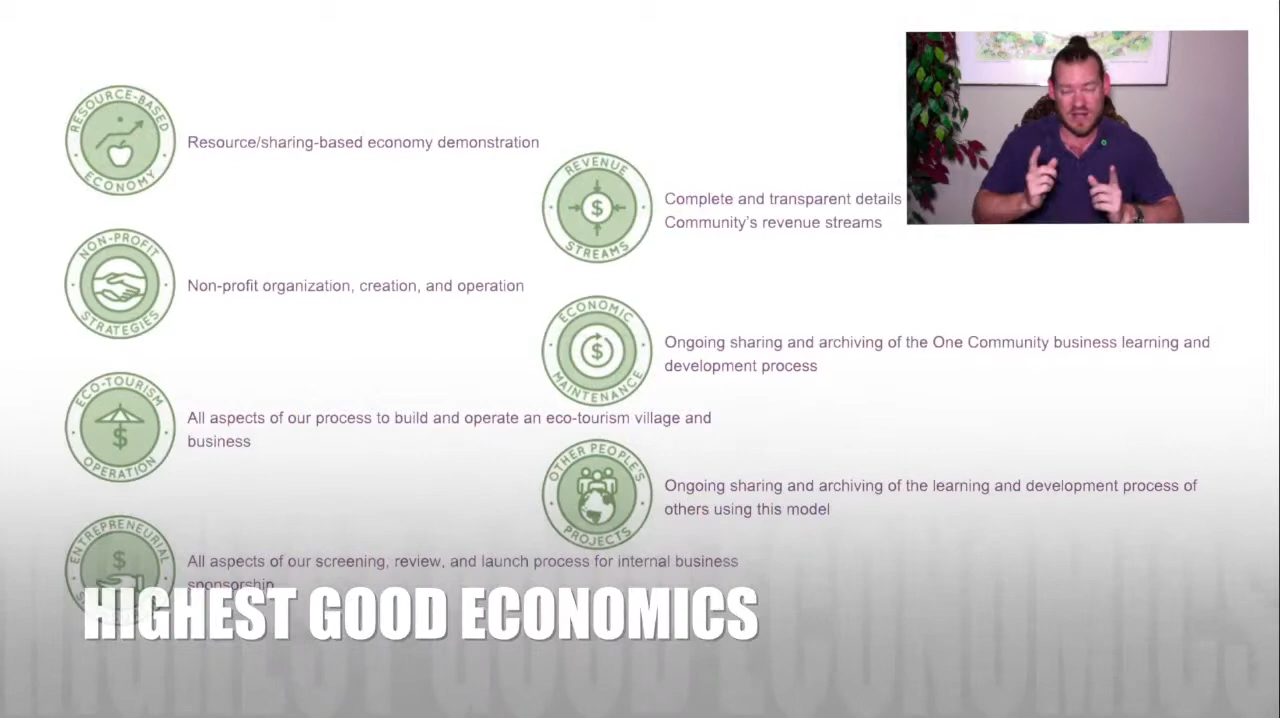 RESOURCE-BASED
ECONOMY
Resource/sharing-based economy demonstration
NON-PROFIT
STRATEGIES
Non-profit organization, creation, and operation
ECO-TOURISM
$
OPERATION
All aspects of our process to build and operate an eco-tourism village and
business
ENTREPRENEURIAL
$
All aspects of our screening, review, and launch process for internal business
sponsorship
REVENUE
$
STREAMS
Complete and transparent details
Community's revenue streams
ECONOMIC
$
MAINTENANCE
Ongoing sharing and archiving of the One Community business learning and
development process
OTHER PEOPLE'S
PROJECTS
Ongoing sharing and archiving of the learning and development process of
others using this model
HIGHEST GOOD ECONOMICS
HIGHEST GOOD ECONOMICS